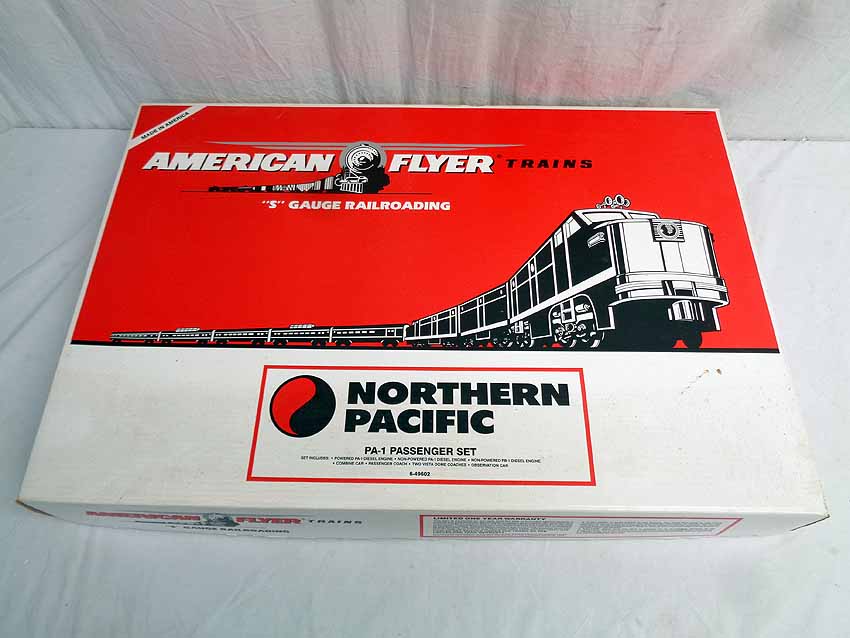 MADE IN AMERICA
AMERICAN FLYER® TRAINS
"S" GAUGE RAILROADING
NORTHERN
PACIFIC
PA-1 PASSENGER SET
SET INCLUDES: • POWERED PA-1 DIESEL ENGINE • NON-POWERED PA-1 DIESEL ENGINE • NON-POWERED PB-1 DIESEL ENGINE
• COMBINE CAR • PASSENGER COACH • TWO VISTA DOME COACHES • OBSERVATION CAR
6-49602
AMERICAN FLYER TRAINS
"S" GAUGE RAILROADING
LIMITED ONE YEAR WARRANTY